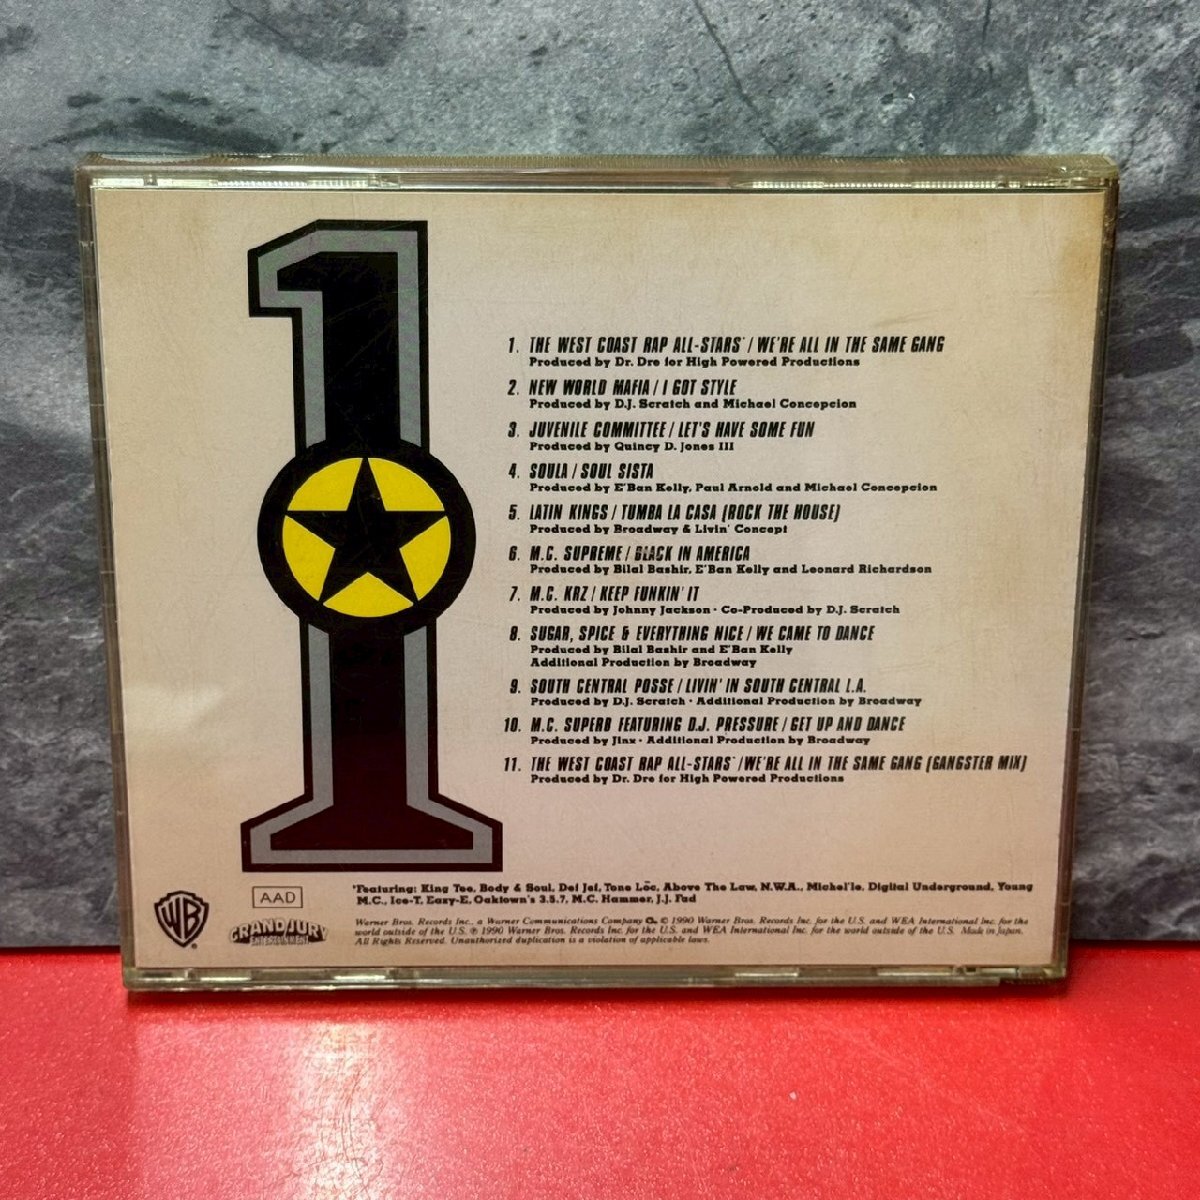 1
1. THE WEST COAST RAP ALL-STARS* / WE'RE ALL IN THE SAME GANG
Produced by Dr. Dre for High Powered Productions
2. NEW WORLD MAFIA / I GOT STYLE
Produced by D.J. Scratch and Michael Concepcion
3. JUVENILE COMMITTEE / LET'S HAVE SOME FUN
Produced by Quincy D. Jones III
4. SOULA / SOUL SISTA
Produced by E'Ban Kelly, Paul Arnold and Michael Concepcion
5. LATIN KINGS / TUMBA LA CASA (ROCK THE HOUSE)
Produced by Broadway & Livin' Concept
6. M.C. SUPREME / BLACK IN AMERICA
Produced by Bilal Bashir, E'Ban Kelly and Leonard Richardson
7. M.C. KRZ / KEEP FUNKIN' IT
Produced by Johnny Jackson · Co-Produced by D.J. Scratch
8. SUGAR, SPICE & EVERYTHING NICE / WE CAME TO DANCE
Produced by Bilal Bashir and E'Ban Kelly
Additional Production by Broadway
9. SOUTH CENTRAL POSSE / LIVIN' IN SOUTH CENTRAL L.A.
Produced by D.J. Scratch · Additional Production by Broadway
10. M.C. SUPERB FEATURING D.J. PRESSURE / GET UP AND DANCE
Produced by Jinx · Additional Production by Broadway
11. THE WEST COAST RAP ALL-STARS* / WE'RE ALL IN THE SAME GANG (GANGSTER MIX)
Produced by Dr. Dre for High Powered Productions
*Featuring: King Tee, Body & Soul, Def Jef, Tone Lōc, Above The Law, N.W.A., Michel'le, Digital Underground, Young
M.C., Ice-T, Eazy-E, Oaktown's 3.5.7, M.C. Hammer, J.J. Fad
AAD
WB
®
GRAND JURY
ENTERTAINMENT
Warner Bros. Records Inc., a Warner Communications Company. © 1990 Warner Bros. Records Inc. for the U.S. and WEA International Inc. for the
world outside of the U.S. ℗ 1990 Warner Bros. Records Inc. for the U.S. and WEA International Inc. for the world outside of the U.S. Made in Japan.
All Rights Reserved. Unauthorized duplication is a violation of applicable laws.